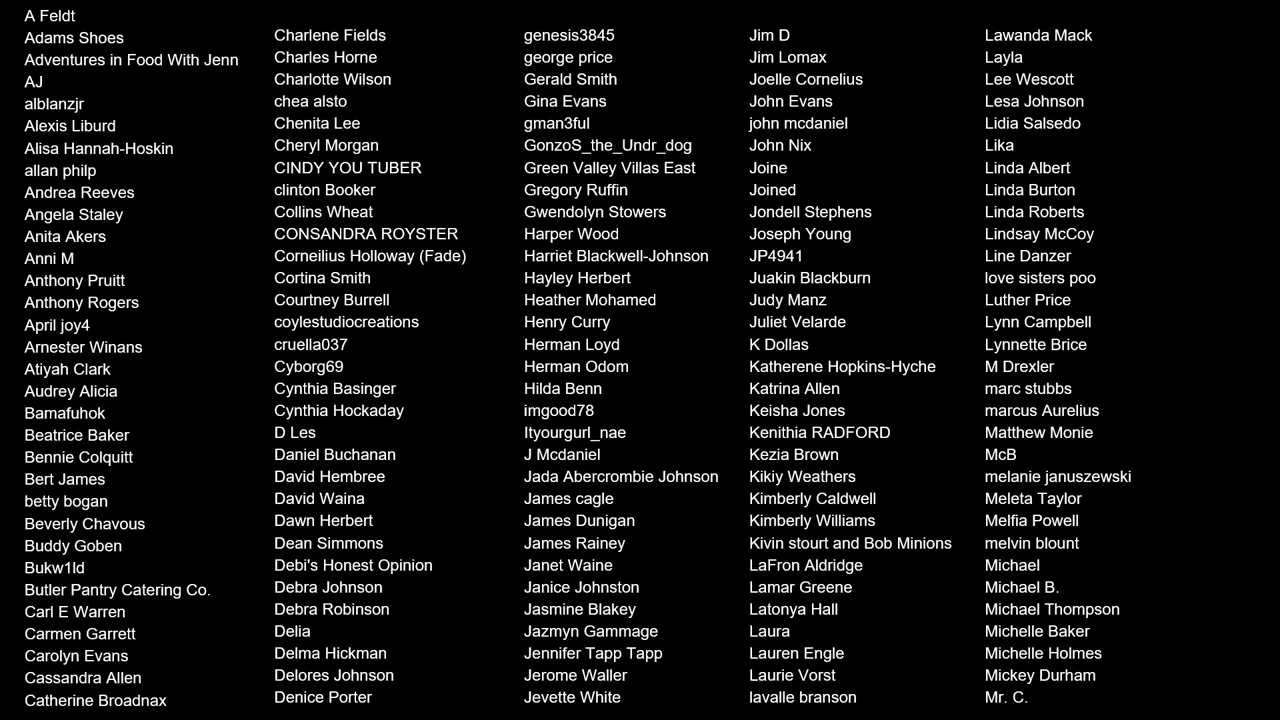 A Feldt
Adams Shoes
Adventures in Food With Jenn
AJ
alblanzjr
Alexis Liburd
Alisa Hannah-Hoskin
allan philp
Andrea Reeves
Angela Staley
Anita Akers
Anni M
Anthony Pruitt
Anthony Rogers
April joy4
Arnester Winans
Atiyah Clark
Audrey Alicia
Bamafuhok
Beatrice Baker
Bennie Colquitt
Bert James
betty bogan
Beverly Chavous
Buddy Goben
Bukw1ld
Butler Pantry Catering Co.
Carl E Warren
Carmen Garrett
Carolyn Evans
Cassandra Allen
Catherine Broadnax
Charlene Fields
Charles Horne
Charlotte Wilson
chea alsto
Chenita Lee
Cheryl Morgan
CINDY YOU TUBER
clinton Booker
Collins Wheat
CONSANDRA ROYSTER
Corneilius Holloway (Fade)
Cortina Smith
Courtney Burrell
coylestudiocreations
cruella037
Cyborg69
Cynthia Basinger
Cynthia Hockaday
D Les
Daniel Buchanan
David Hembree
David Waina
Dawn Herbert
Dean Simmons
Debi's Honest Opinion
Debra Johnson
Debra Robinson
Delia
Delma Hickman
Delores Johnson
Denice Porter
genesis3845
george price
Gerald Smith
Gina Evans
gman3ful
GonzoS_the_Undr_dog
Green Valley Villas East
Gregory Ruffin
Gwendolyn Stowers
Harper Wood
Harriet Blackwell-Johnson
Hayley Herbert
Heather Mohamed
Henry Curry
Herman Loyd
Herman Odom
Hilda Benn
imgood78
Ityourgurl_nae
J Mcdaniel
Jada Abercrombie Johnson
James cagle
James Dunigan
James Rainey
Janet Waine
Janice Johnston
Jasmine Blakey
Jazmyn Gammage
Jennifer Tapp Tapp
Jerome Waller
Jevette White
Jim D
Jim Lomax
Joelle Cornelius
John Evans
john mcdaniel
John Nix
Joine
Joined
Jondell Stephens
Joseph Young
JP4941
Juakin Blackburn
Judy Manz
Juliet Velarde
K Dollas
Katherene Hopkins-Hyche
Katrina Allen
Keisha Jones
Kenithia RADFORD
Kezia Brown
Kikiy Weathers
Kimberly Caldwell
Kimberly Williams
Kivin stourt and Bob Minions
LaFron Aldridge
Lamar Greene
Latonya Hall
Laura
Lauren Engle
Laurie Vorst
lavalle branson
Lawanda Mack
Layla
Lee Wescott
Lesa Johnson
Lidia Salsedo
Lika
Linda Albert
Linda Burton
Linda Roberts
Lindsay McCoy
Line Danzer
love sisters poo
Luther Price
Lynn Campbell
Lynnette Brice
M Drexler
marc stubbs
marcus Aurelius
Matthew Monie
McB
melanie januszewski
Meleta Taylor
Melfia Powell
melvin blount
Michael
Michael B.
Michael Thompson
Michelle Baker
Michelle Holmes
Mickey Durham
Mr. C.